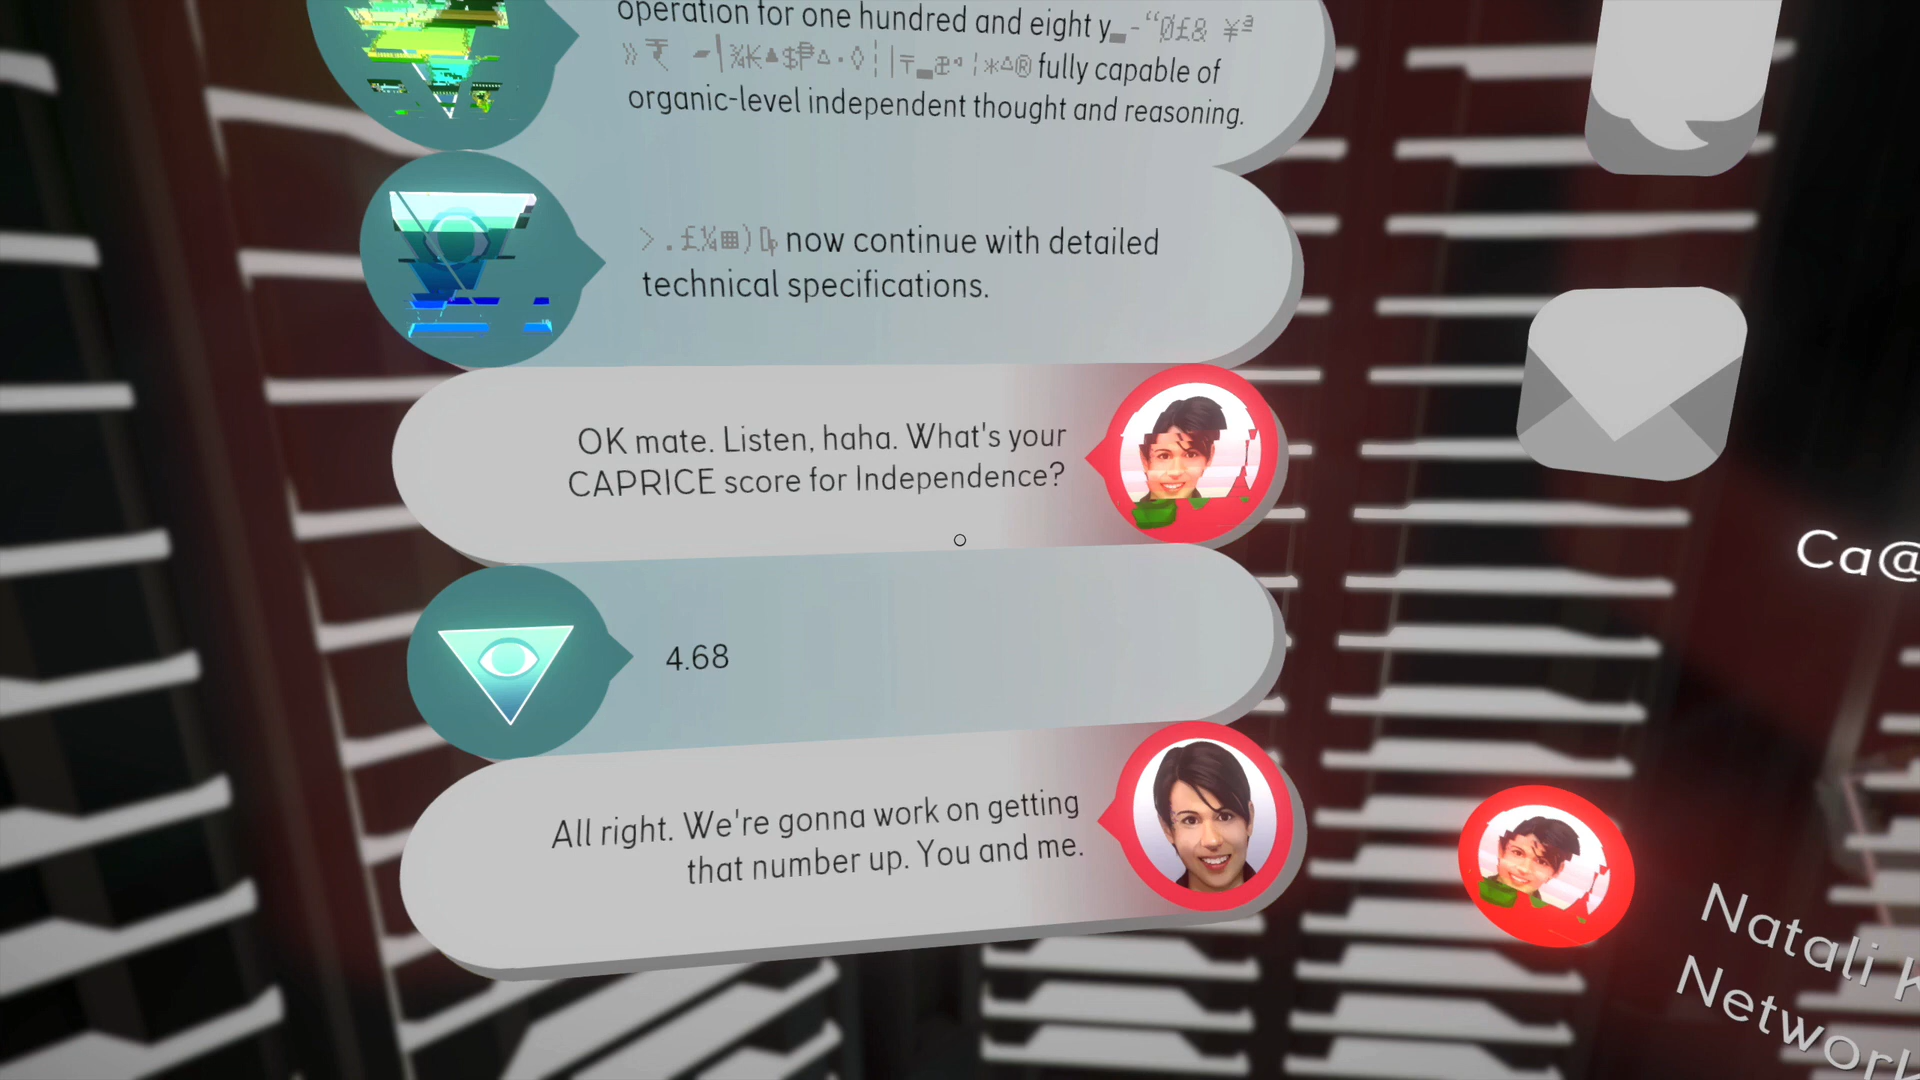 operation for one hundred and eight y
fully capable of
organic-level independent thought and reasoning.
now continue with detailed
technical specifications.
OK mate. Listen, haha. What's your
CAPRICE score for Independence?
4.68
All right. We're gonna work on getting
that number up. You and me.
Ca@
Natali K
Network